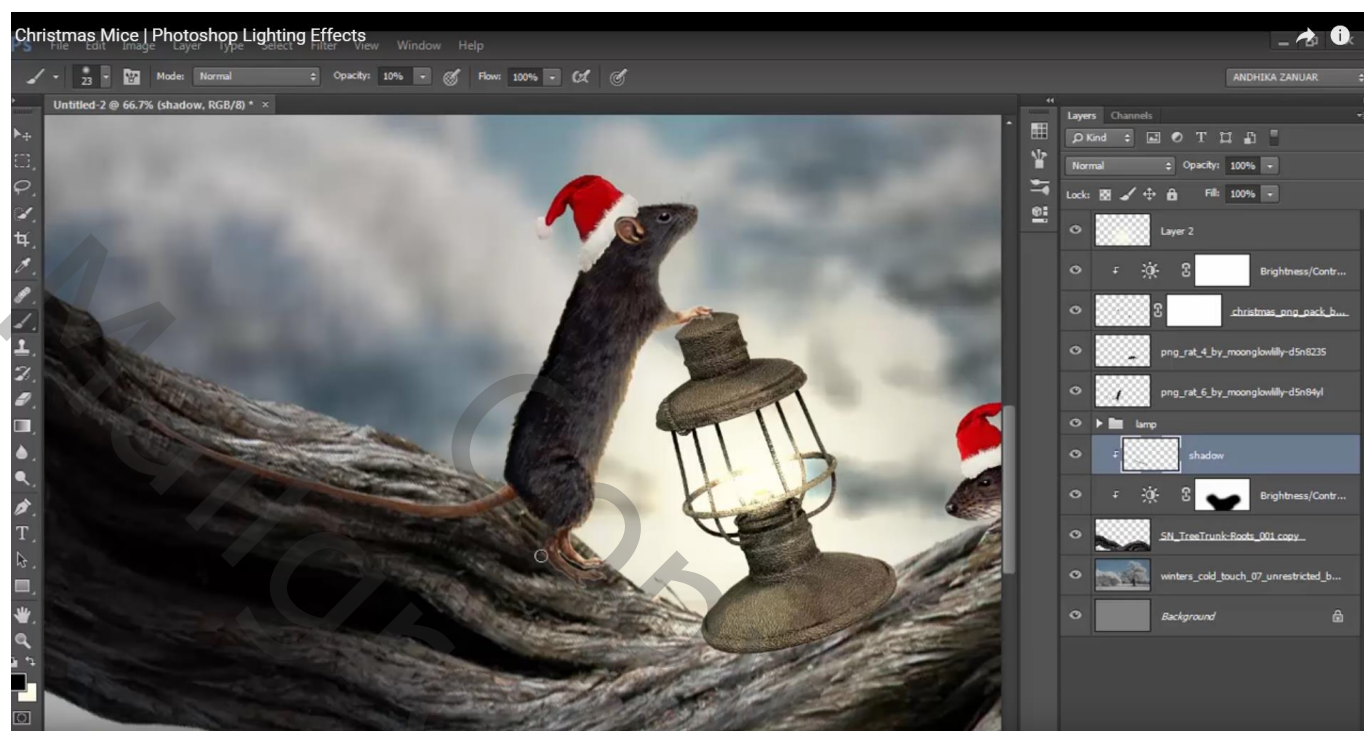 Christmas Mice | Photoshop Lighting Effects
Ps File Edit Image Layer Type Select Filter View Window Help
23 Mode: Normal Opacity: 10% Flow: 100% ANDHIKA ZANUAR
Untitled-2 @ 66.7% (shadow, RGB/8) * ×
Layers Channels
Kind
Normal Opacity: 100%
Lock: Fill: 100%
Layer 2
Brightness/Contr...
christmas_png_pack_b...
png_rat_4_by_moonglowlilly-d5n8235
png_rat_6_by_moonglowlilly-d5n84yl
lamp
shadow
Brightness/Contr...
SN_TreeTrunk-Roots_001 copy
winters_cold_touch_07_unrestricted_b...
Background